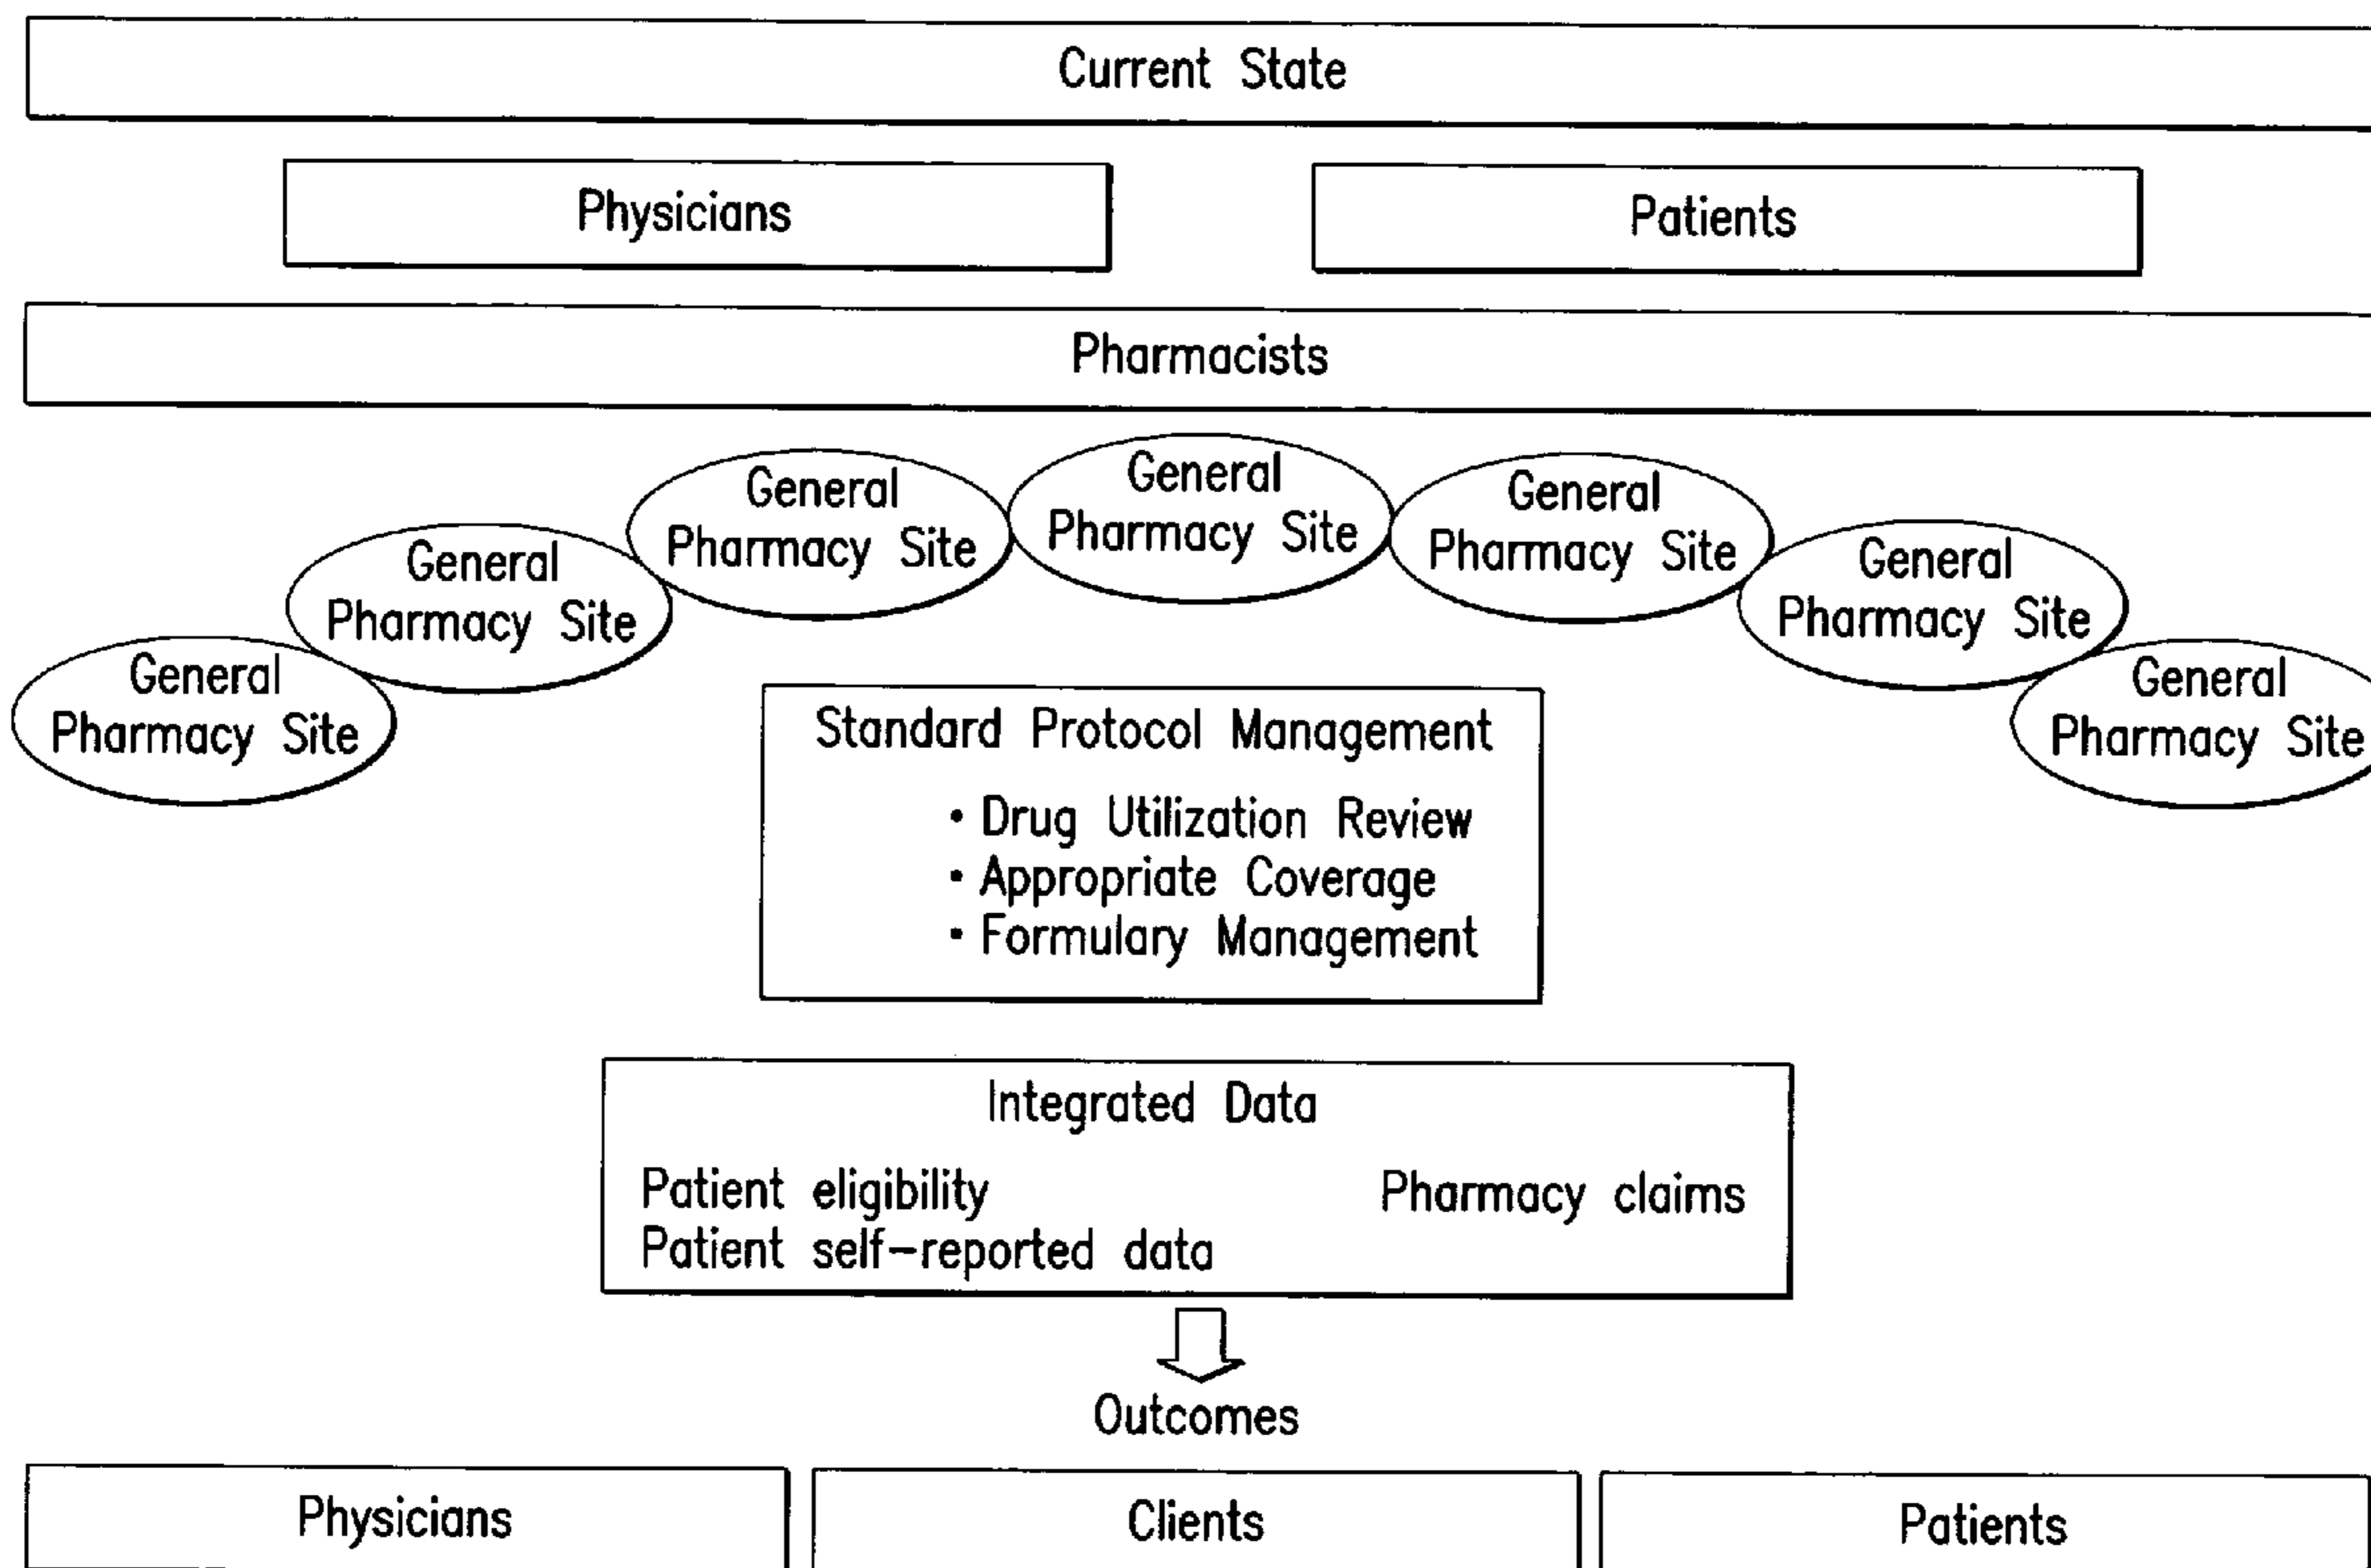 Current State
Physicians
Patients
Pharmacists
General
Pharmacy Site
General
Pharmacy Site
General
Pharmacy Site
General
Pharmacy Site
General
Pharmacy Site
General
Pharmacy Site
General
Pharmacy Site
Standard Protocol Management
• Drug Utilization Review
• Appropriate Coverage
• Formulary Management
Integrated Data
Patient eligibility Pharmacy claims
Patient self-reported data
Outcomes
Physicians
Clients
Patients